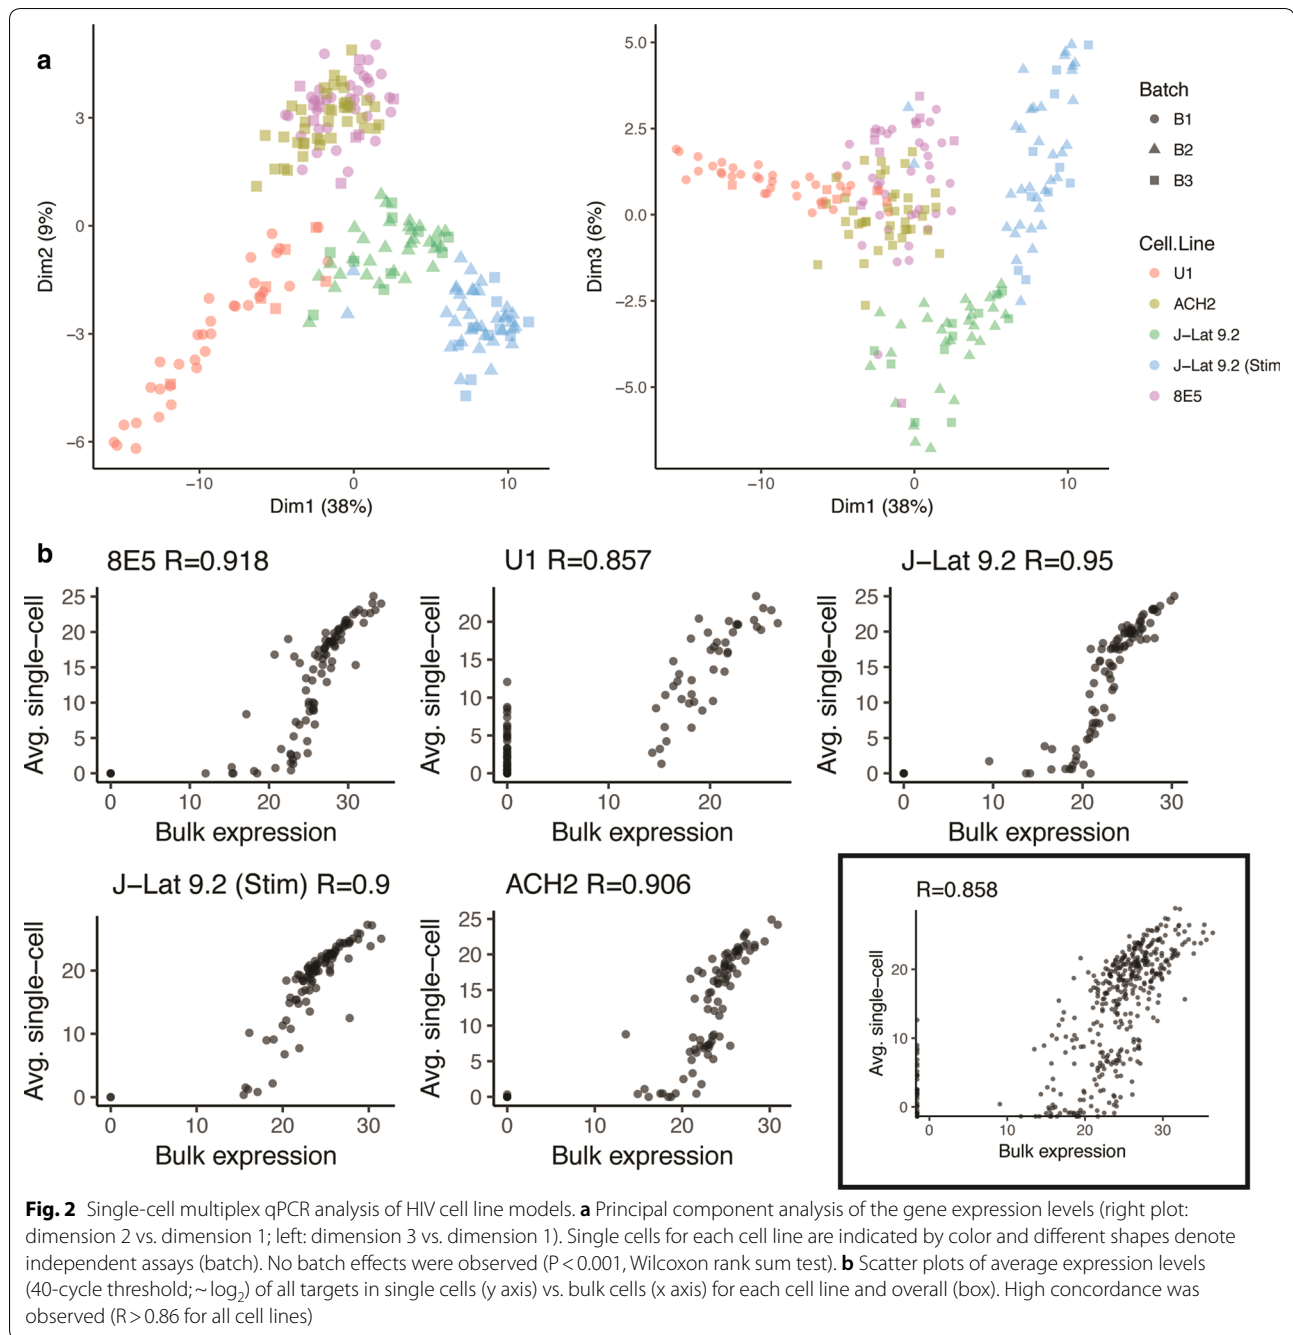 a
3
0
−3
−6
Dim2 (9%)
−10
0
10
Dim1 (38%)
5.0
2.5
0.0
−2.5
−5.0
Dim3 (6%)
−10
0
10
Dim1 (38%)
Batch
B1
B2
B3
Cell.Line
U1
ACH2
J−Lat 9.2
J−Lat 9.2 (Stim
8E5
b
8E5 R=0.918
25
20
15
10
5
0
Avg. single−cell
0
10
20
30
Bulk expression
U1 R=0.857
20
15
10
5
0
Avg. single−cell
0
10
20
Bulk expression
J−Lat 9.2 R=0.95
25
20
15
10
5
0
Avg. single−cell
0
10
20
30
Bulk expression
J−Lat 9.2 (Stim) R=0.9
20
10
0
Avg. single−cell
0
10
20
30
Bulk expression
ACH2 R=0.906
25
20
15
10
5
0
Avg. single−cell
0
10
20
30
Bulk expression
R=0.858
20
10
0
Avg. single−cell
0
10
20
30
Bulk expression
Fig. 2 Single-cell multiplex qPCR analysis of HIV cell line models. a Principal component analysis of the gene expression levels (right plot:
dimension 2 vs. dimension 1; left: dimension 3 vs. dimension 1). Single cells for each cell line are indicated by color and different shapes denote
independent assays (batch). No batch effects were observed (P < 0.001, Wilcoxon rank sum test). b Scatter plots of average expression levels
(40-cycle threshold; ~ log₂) of all targets in single cells (y axis) vs. bulk cells (x axis) for each cell line and overall (box). High concordance was
observed (R > 0.86 for all cell lines)